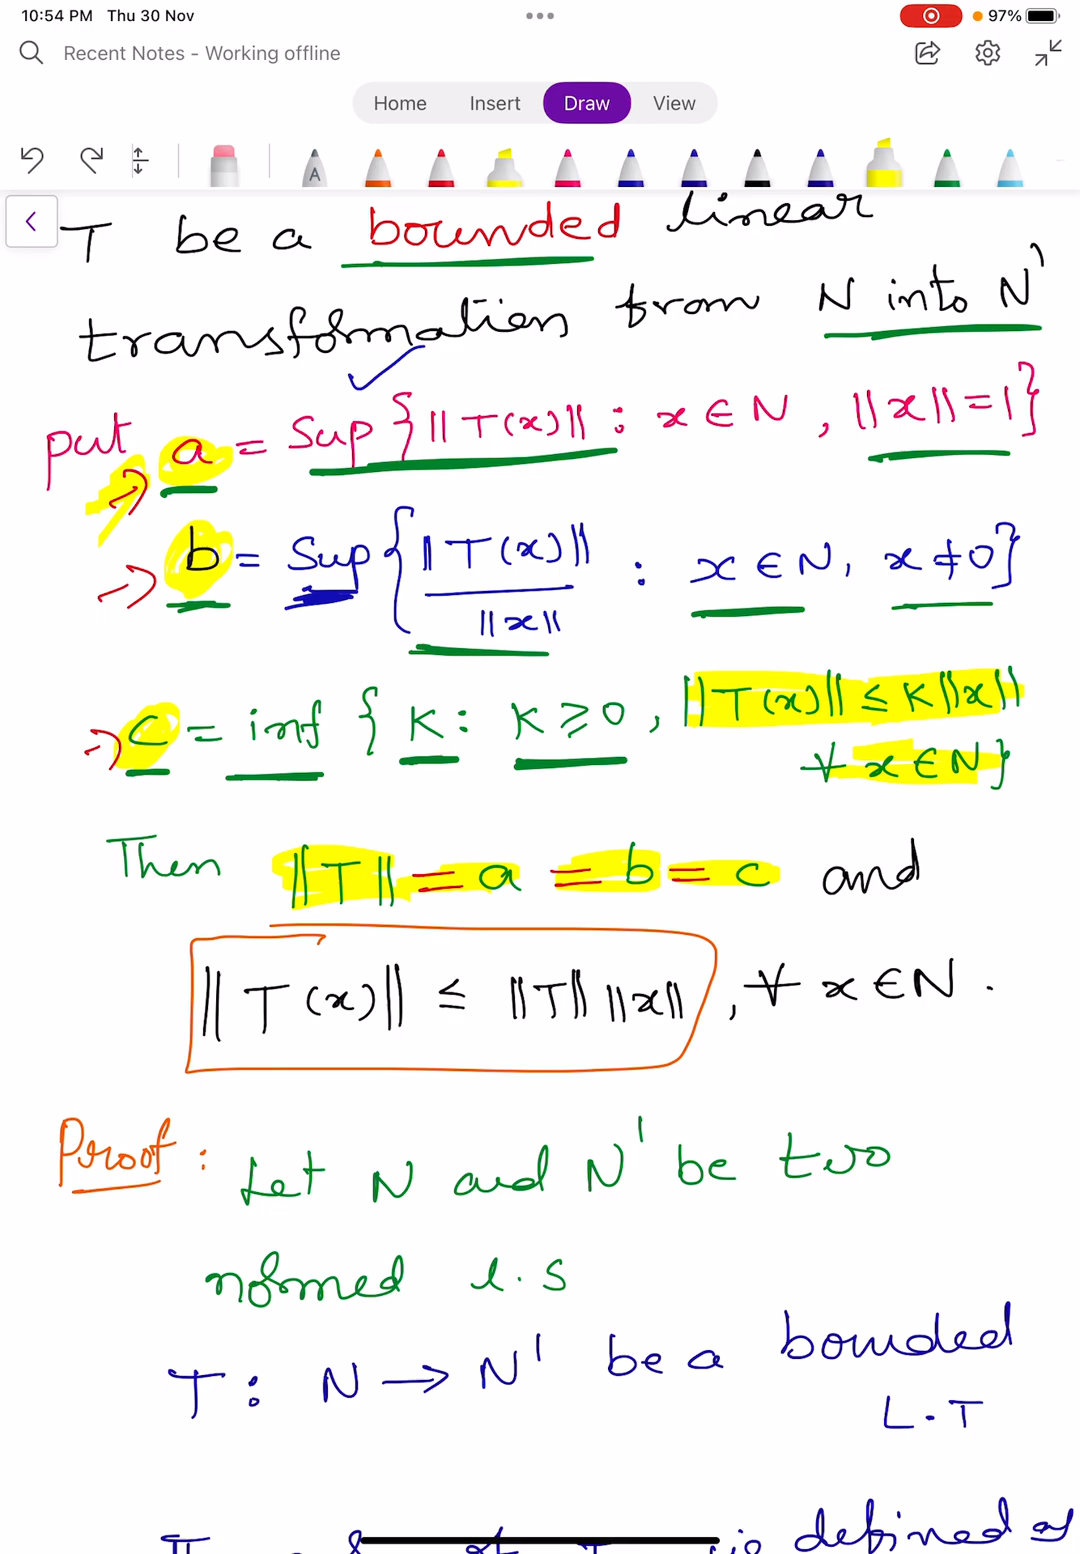 10:54 PM Thu 30 Nov
97%
Recent Notes - Working offline
Home Insert Draw View
A
T be a bounded linear
transformation from N into N'
put a = Sup { ||T(x)|| : x ∈ N, ||x|| = 1 }
b = Sup { ||T(x)|| / ||x|| : x ∈ N, x ≠ 0 }
c = inf { K : K ≥ 0, ||T(x)|| ≤ K||x||
∀ x ∈ N }
Then ||T|| = a = b = c and
||T(x)|| ≤ ||T|| ||x||, ∀ x ∈ N.
Proof : Let N and N' be two
normed l.s
T : N → N' be a bounded
L.T
is defined as